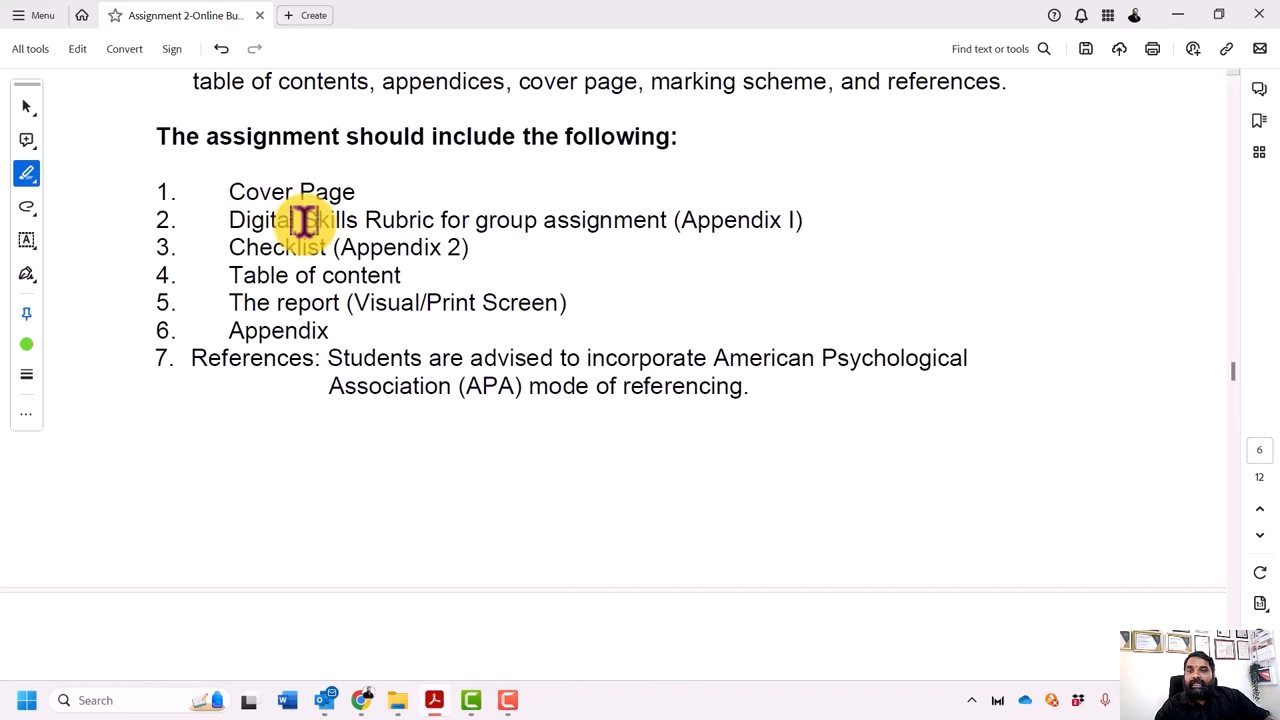 Menu
Assignment 2-Online Bu...
Create
All tools
Edit
Convert
Sign
Find text or tools
table of contents, appendices, cover page, marking scheme, and references.
The assignment should include the following:
1. Cover Page
2. Digital Skills Rubric for group assignment (Appendix I)
3. Checklist (Appendix 2)
4. Table of content
5. The report (Visual/Print Screen)
6. Appendix
7. References: Students are advised to incorporate American Psychological
Association (APA) mode of referencing.
6
12
Search